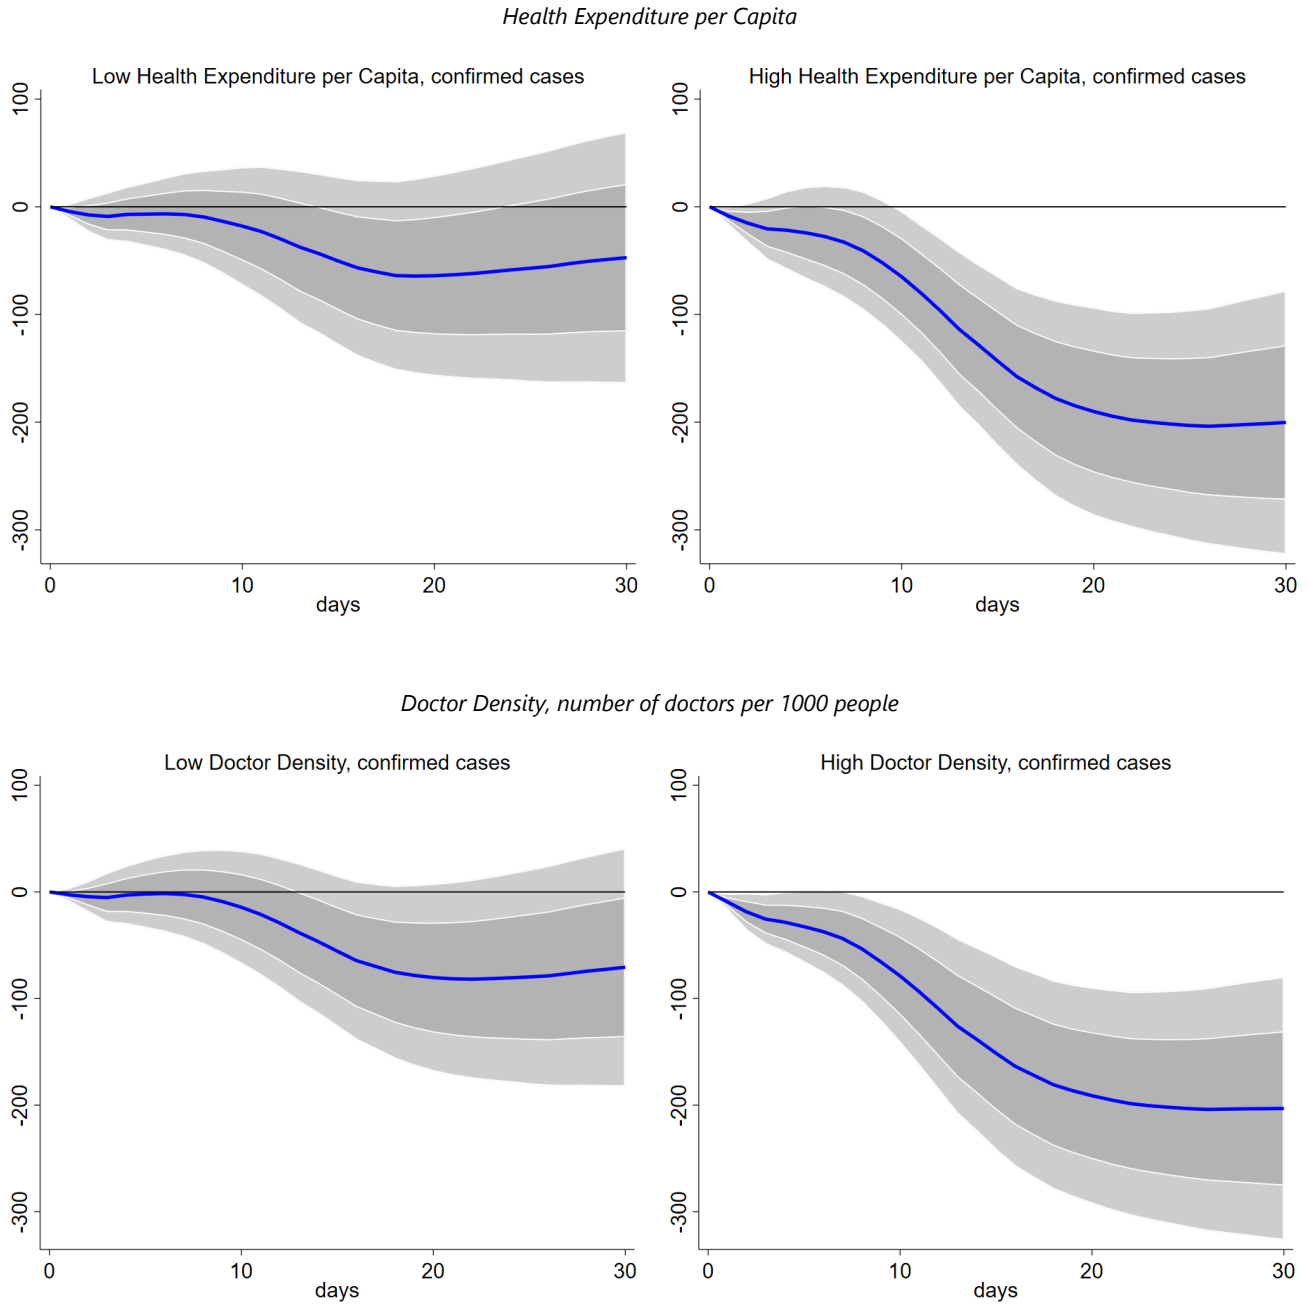 Health Expenditure per Capita
Low Health Expenditure per Capita, confirmed cases
100
0
-100
-200
-300
0 10 20 30
days
High Health Expenditure per Capita, confirmed cases
100
0
-100
-200
-300
0 10 20 30
days
Doctor Density, number of doctors per 1000 people
Low Doctor Density, confirmed cases
100
0
-100
-200
-300
0 10 20 30
days
High Doctor Density, confirmed cases
100
0
-100
-200
-300
0 10 20 30
days